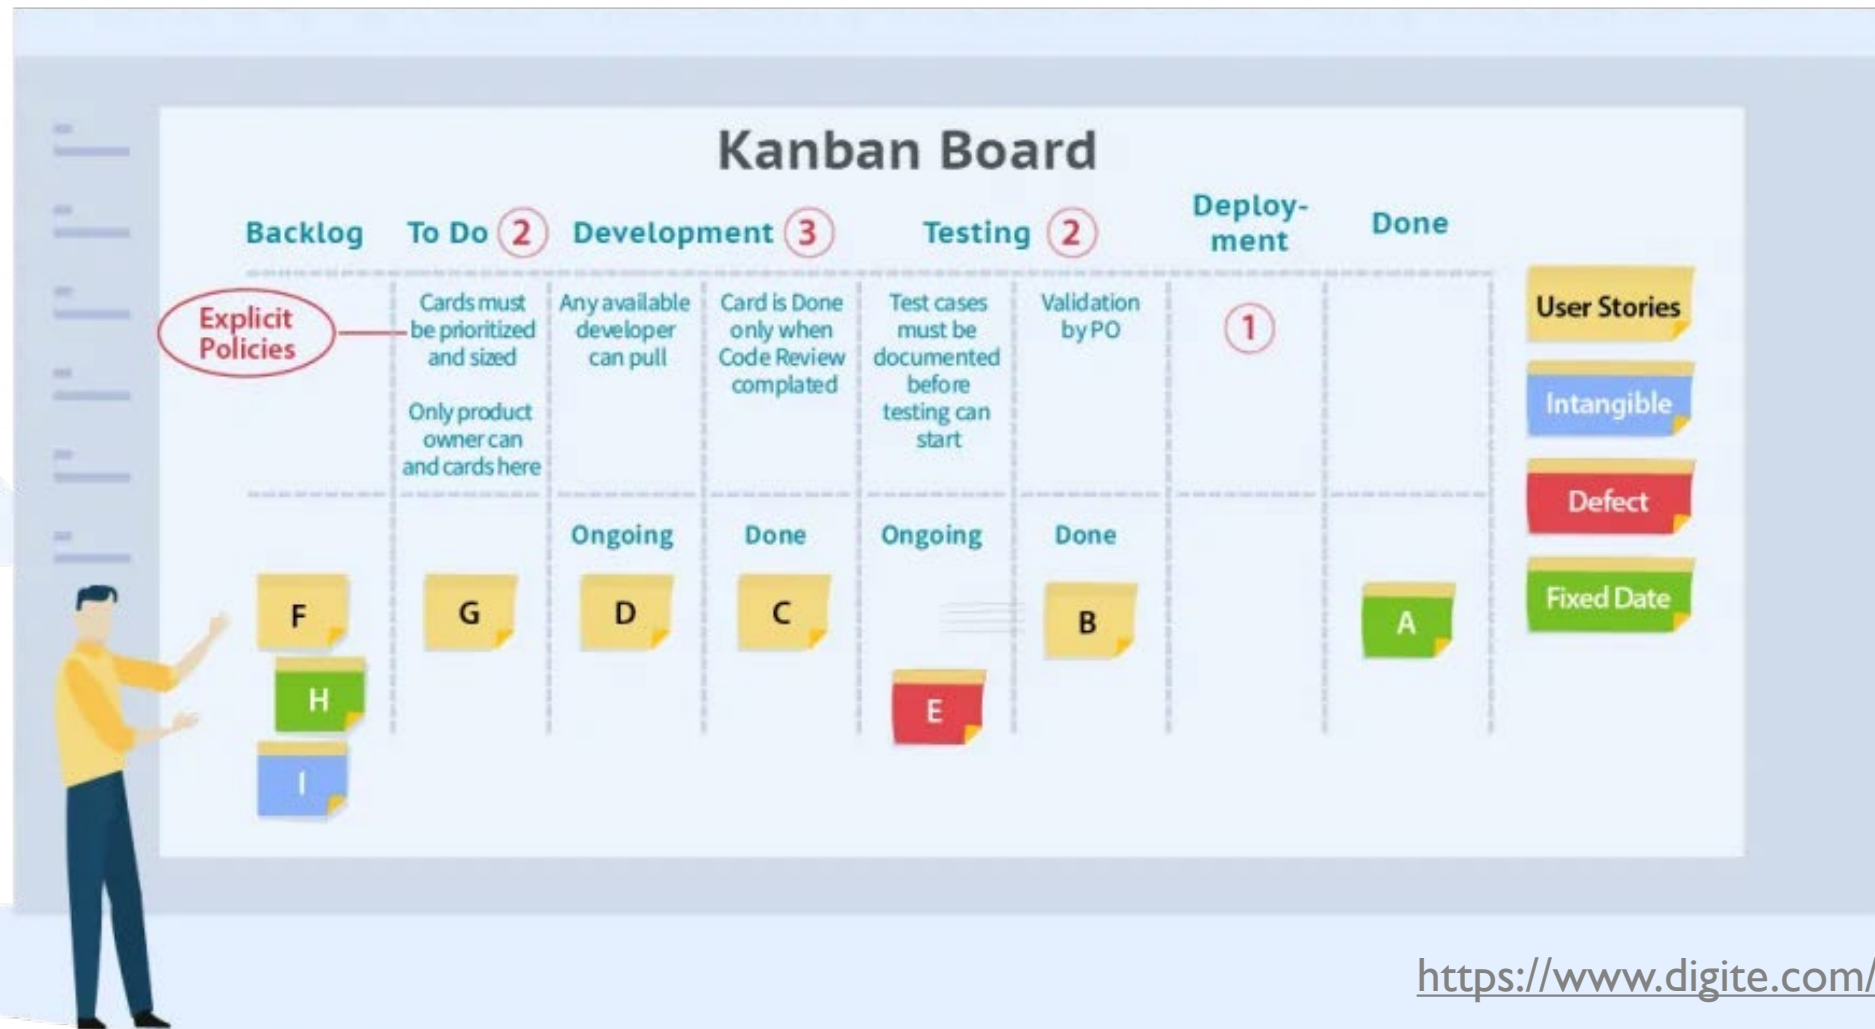 Kanban Board
Backlog
To Do 2
Development 3
Testing 2
Deploy-
ment
Done
Explicit
Policies
Cards must
be prioritized
and sized
Only product
owner can
and cards here
Any available
developer
can pull
Card is Done
only when
Code Review
complated
Test cases
must be
documented
before
testing can
start
Validation
by PO
1
User Stories
Intangible
Defect
Fixed Date
Ongoing
Done
Ongoing
Done
F
G
D
C
B
A
H
E
I
https://www.digite.com/